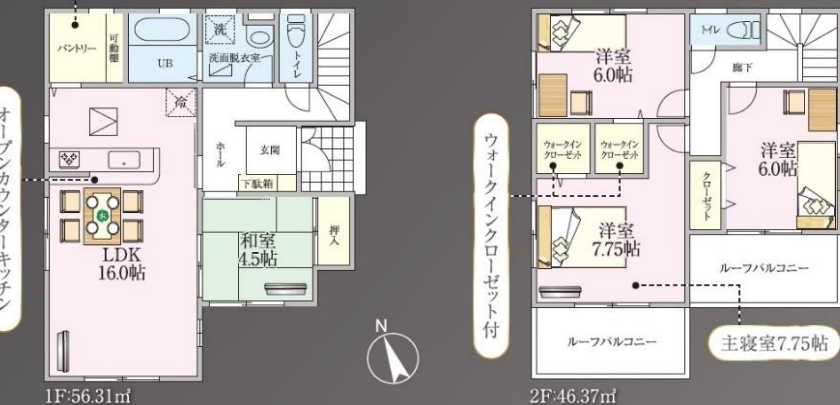 パントリー
可動棚
UB
洗
洗面脱衣室
トイレ
冷
ホール
玄関
下駄箱
オープンカウンターキッチン
LDK
16.0帖
和室
4.5帖
押入
N
1F:56.31㎡
洋室
6.0帖
トイレ
廊下
ウォークイン
クローゼット
ウォークイン
クローゼット
洋室
6.0帖
クローゼット
ウォークインクローゼット付
洋室
7.75帖
ルーフバルコニー
ルーフバルコニー
主寝室7.75帖
2F:46.37㎡